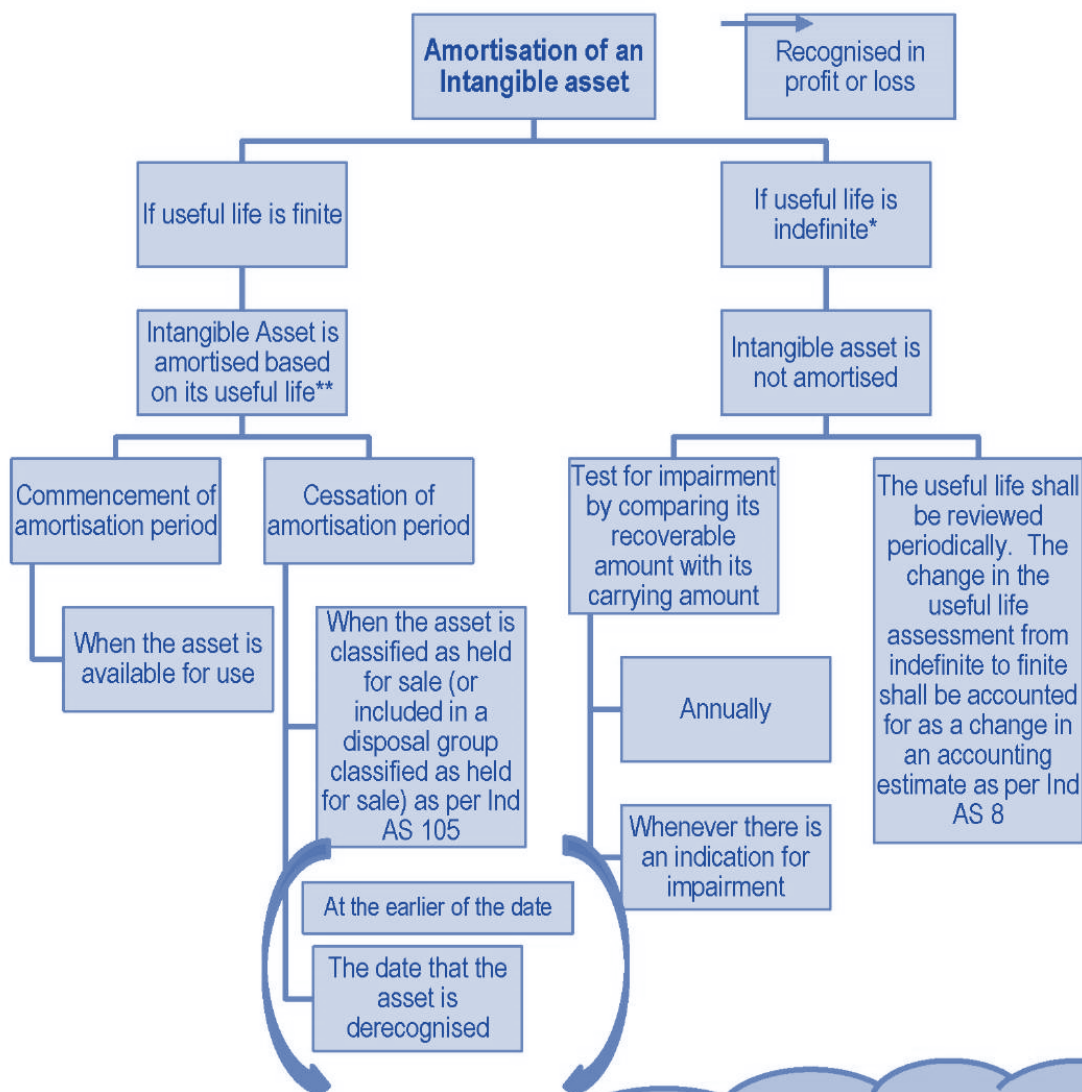 Amortisation of an
Intangible asset
Recognised in
profit or loss
If useful life is finite
If useful life is
indefinite*
Intangible Asset is
amortised based
on its useful life**
Intangible asset is
not amortised
Commencement of
amortisation period
Cessation of
amortisation period
Test for impairment
by comparing its
recoverable
amount with its
carrying amount
The useful life shall
be reviewed
periodically. The
change in the
useful life
assessment from
indefinite to finite
shall be accounted
for as a change in
an accounting
estimate as per Ind
AS 8
When the asset is
available for use
When the asset is
classified as held
for sale (or
included in a
disposal group
classified as held
for sale) as per Ind
AS 105
Annually
Whenever there is
an indication for
impairment
At the earlier of the date
The date that the
asset is
derecognised